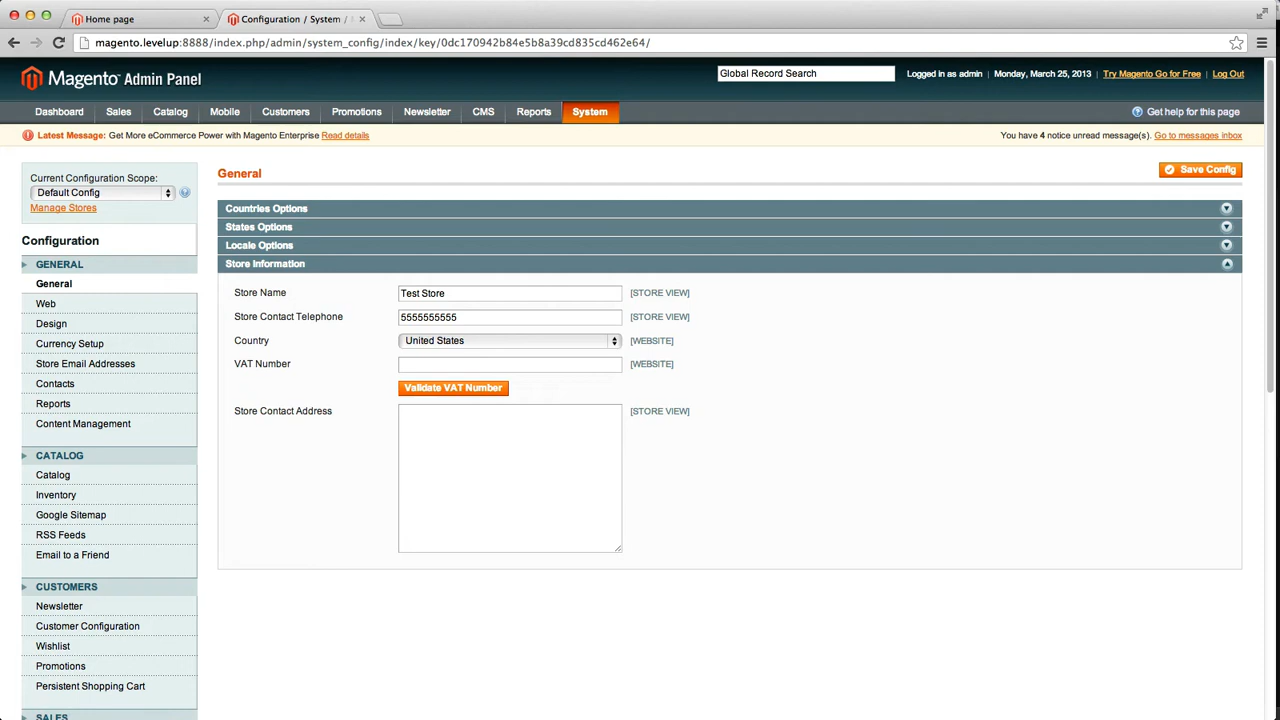 Home page
Configuration / System /
magento.levelup:8888/index.php/admin/system_config/index/key/0dc170942b84e5b8a39cd835cd462e64/
Magento Admin Panel
Global Record Search
Logged in as admin | Monday, March 25, 2013 | Try Magento Go for Free | Log Out
Dashboard Sales Catalog Mobile Customers Promotions Newsletter CMS Reports System
Get help for this page
Latest Message: Get More eCommerce Power with Magento Enterprise Read details
You have 4 notice unread message(s). Go to messages inbox
Current Configuration Scope:
Default Config
Manage Stores
Configuration
GENERAL
General
Web
Design
Currency Setup
Store Email Addresses
Contacts
Reports
Content Management
CATALOG
Catalog
Inventory
Google Sitemap
RSS Feeds
Email to a Friend
CUSTOMERS
Newsletter
Customer Configuration
Wishlist
Promotions
Persistent Shopping Cart
SALES
General
Save Config
Countries Options
States Options
Locale Options
Store Information
Store Name Test Store [STORE VIEW]
Store Contact Telephone 5555555555 [STORE VIEW]
Country United States [WEBSITE]
VAT Number [WEBSITE]
Validate VAT Number
Store Contact Address [STORE VIEW]